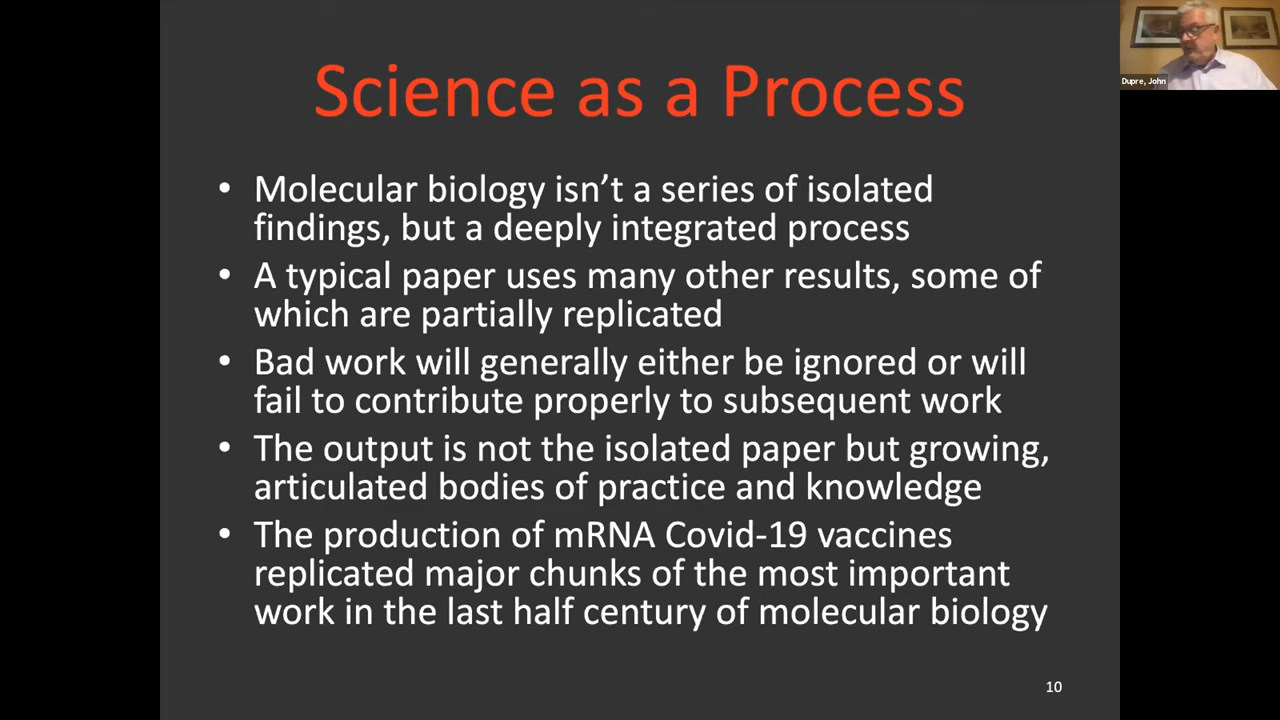 Science as a Process
Dupre, John
• Molecular biology isn’t a series of isolated
findings, but a deeply integrated process
• A typical paper uses many other results, some of
which are partially replicated
• Bad work will generally either be ignored or will
fail to contribute properly to subsequent work
• The output is not the isolated paper but growing,
articulated bodies of practice and knowledge
• The production of mRNA Covid-19 vaccines
replicated major chunks of the most important
work in the last half century of molecular biology
10